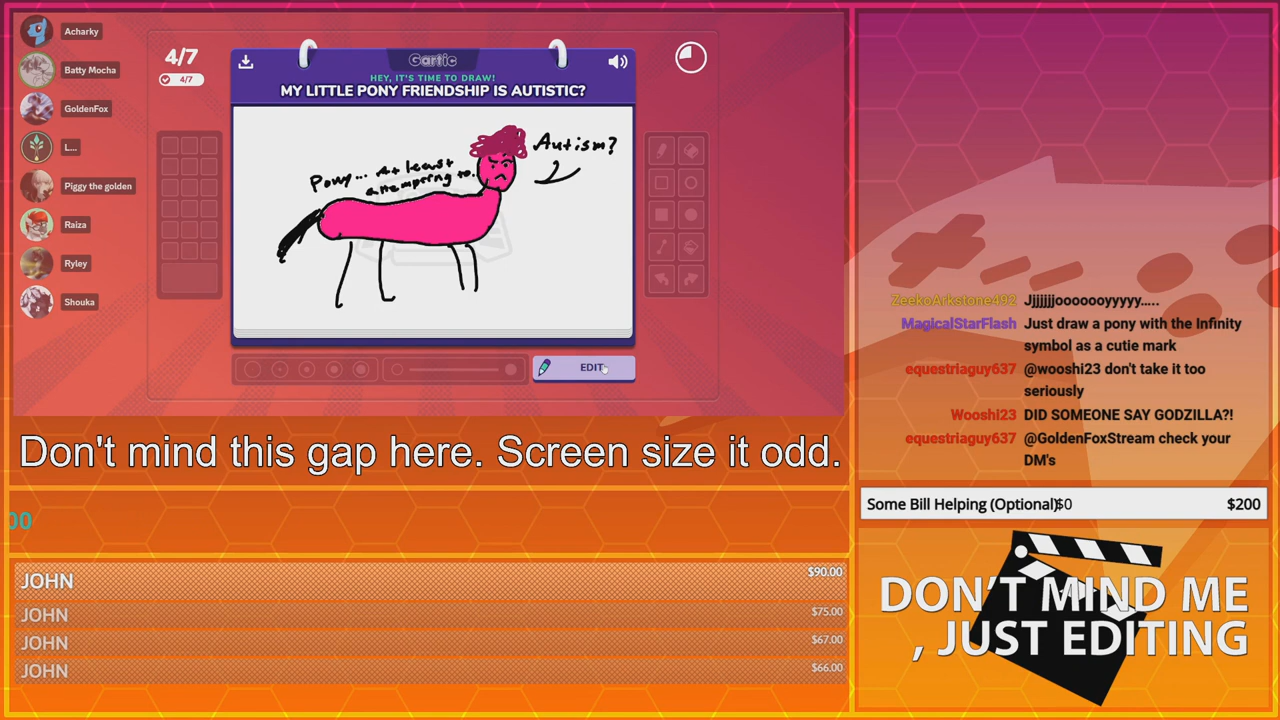 Acharky
Batty Mocha
GoldenFox
L...
Piggy the golden
Raiza
Ryley
Shouka
4/7
4/7
Gartic
HEY, IT'S TIME TO DRAW!
MY LITTLE PONY FRIENDSHIP IS AUTISTIC?
Autism?
Pony... At least
attempting to.
EDIT
ZeekoArkstone492 Jjjjjjjooooooyyyyy.....
MagicalStarFlash Just draw a pony with the Infinity
symbol as a cutie mark
equestriaguy637 @wooshi23 don't take it too
seriously
Wooshi23 DID SOMEONE SAY GODZILLA?!
equestriaguy637 @GoldenFoxStream check your
DM's
Don't mind this gap here. Screen size it odd.
00
Some Bill Helping (Optional) $0 $200
JOHN $90.00
JOHN $75.00
JOHN $67.00
JOHN $66.00
DON'T MIND ME
, JUST EDITING